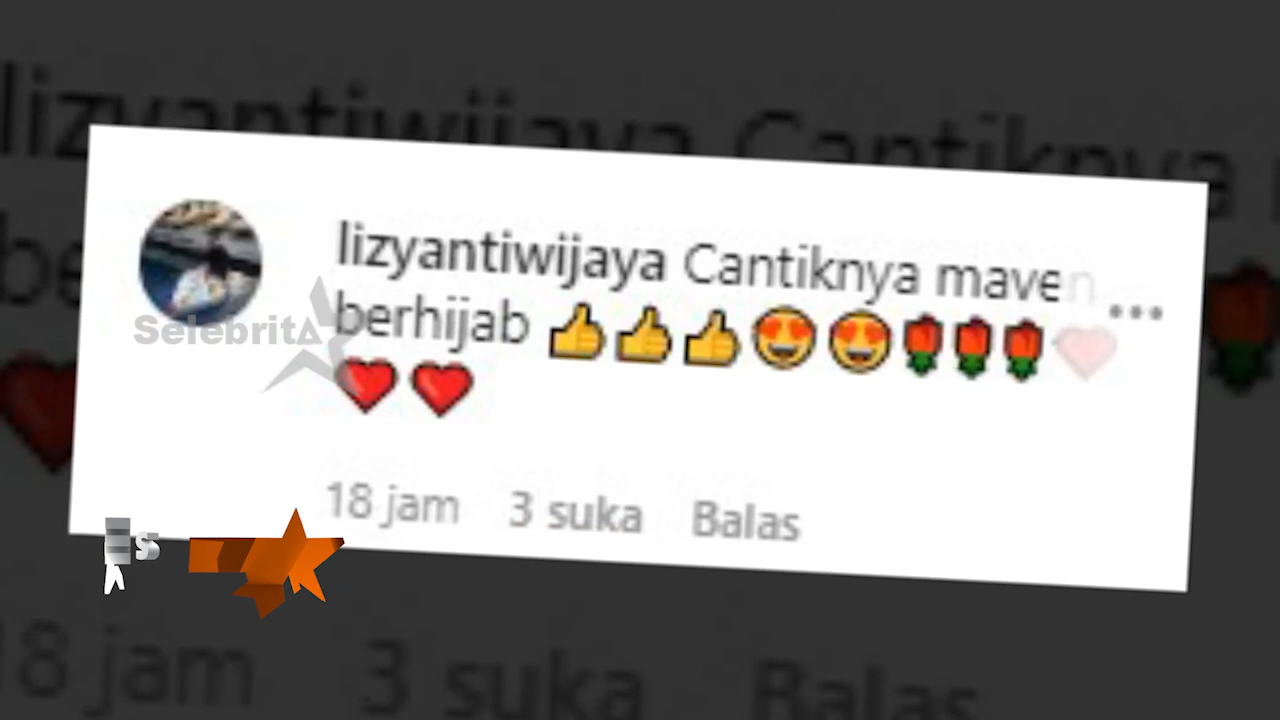 lizyantiwijaya Cantiknya maven
berhijab 👍👍👍😍😍🌹🌹🌹❤️
❤️❤️
18 jam 3 suka Balas
SelebritA